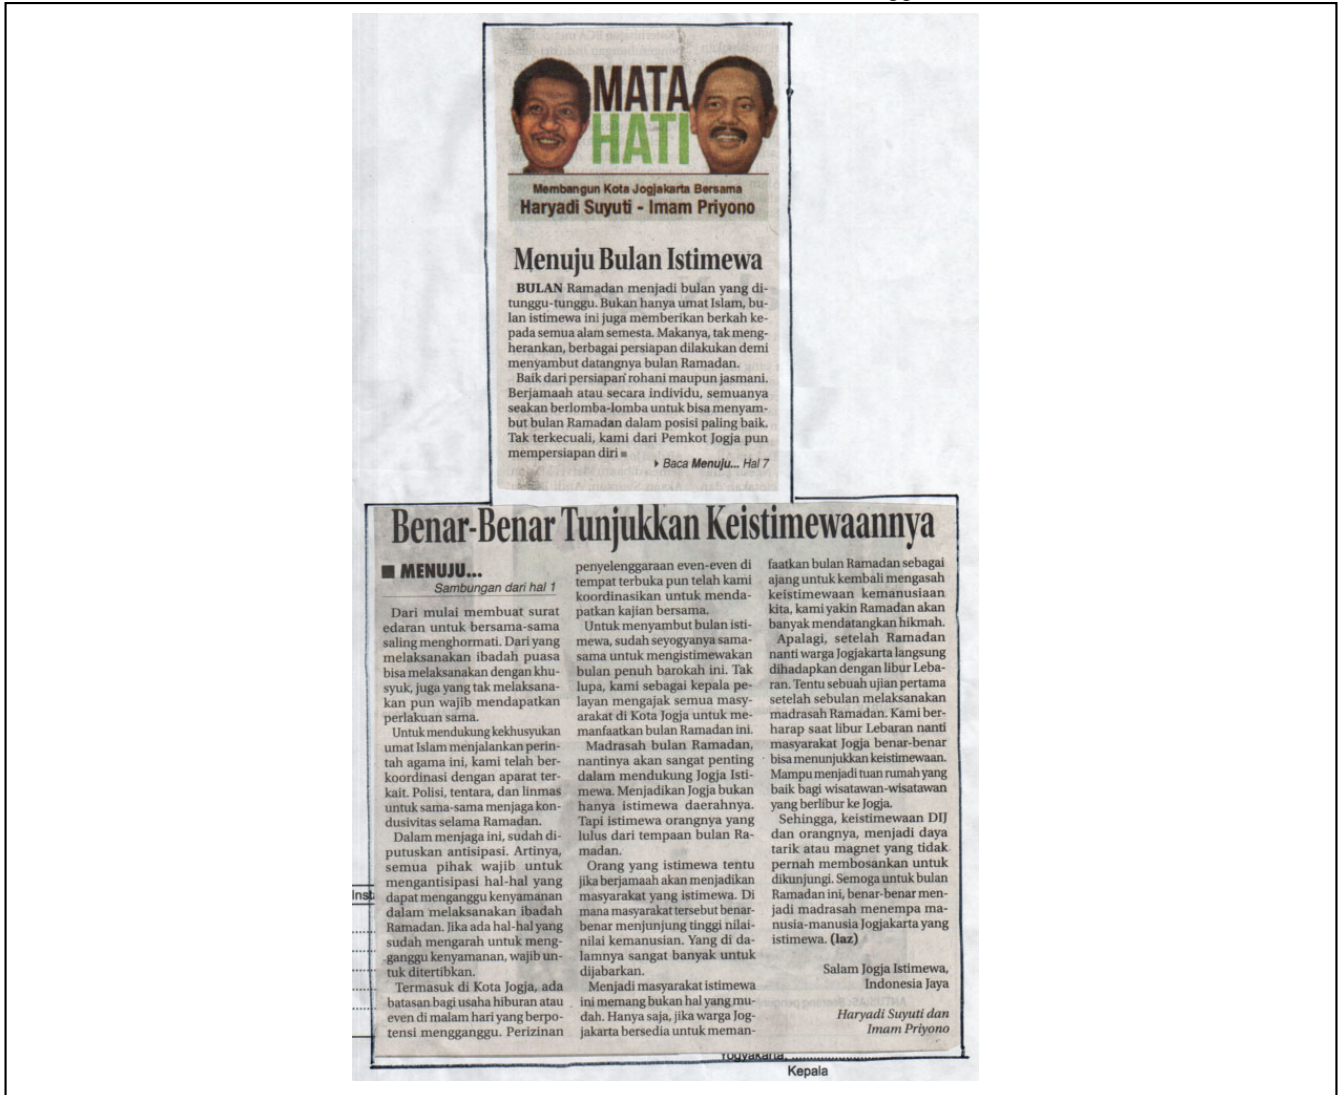 MATA
HATI
Membangun Kota Jogjakarta Bersama
Haryadi Suyuti - Imam Priyono
Menuju Bulan Istimewa
BULAN Ramadan menjadi bulan yang di-
tunggu-tunggu. Bukan hanya umat Islam, bu-
lan istimewa ini juga memberikan berkah ke-
pada semua alam semesta. Makanya, tak meng-
herankan, berbagai persiapan dilakukan demi
menyambut datangnya bulan Ramadan.
Baik dari persiapan rohani maupun jasmani.
Berjamaah atau secara individu, semuanya
seakan berlomba-lomba untuk bisa menyam-
but bulan Ramadan dalam posisi paling baik.
Tak terkecuali, kami dari Pemkot Jogja pun
mempersiapan diri
Baca Menuju... Hal 7
Benar-Benar Tunjukkan Keistimewaannya
MENUJU...
Sambungan dari hal 1
Dari mulai membuat surat
edaran untuk bersama-sama
saling menghormati. Dari yang
melaksanakan ibadah puasa
bisa melaksanakan dengan khu-
syuk, juga yang tak melaksana-
kan pun wajib mendapatkan
perlakuan sama.
Untuk mendukung kekhusyukan
umat Islam menjalankan perin-
tah agama ini, kami telah ber-
koordinasi dengan aparat ter-
kait. Polisi, tentara, dan linmas
untuk sama-sama menjaga kon-
dusivitas selama Ramadan.
Dalam menjaga ini, sudah di-
putuskan antisipasi. Artinya,
semua pihak wajib untuk
mengantisipasi hal-hal yang
dapat menganggu kenyamanan
dalam melaksanakan ibadah
Ramadan. Jika ada hal-hal yang
sudah mengarah untuk meng-
ganggu kenyamanan, wajib un-
tuk ditertibkan.
Termasuk di Kota Jogja, ada
batasan bagi usaha hiburan atau
even di malam hari yang berpo-
tensi mengganggu. Perizinan
penyelenggaraan even-even di
tempat terbuka pun telah kami
koordinasikan untuk menda-
patkan kajian bersama.
Untuk menyambut bulan isti-
mewa, sudah seyogyanya sama-
sama untuk mengistimewakan
bulan penuh barokah ini. Tak
lupa, kami sebagai kepala pe-
layan mengajak semua masy-
arakat di Kota Jogja untuk me-
manfaatkan bulan Ramadan ini.
Madrasah bulan Ramadan,
nantinya akan sangat penting
dalam mendukung Jogja Isti-
mewa. Menjadikan Jogja bukan
hanya istimewa daerahnya.
Tapi istimewa orangnya yang
lulus dari tempaan bulan Ra-
madan.
Orang yang istimewa tentu
jika berjamaah akan menjadikan
masyarakat yang istimewa. Di
mana masyarakat tersebut benar-
benar menjunjung tinggi nilai-
nilai kemanusian. Yang di da-
lamnya sangat banyak untuk
dijabarkan.
Menjadi masyarakat istimewa
ini memang bukan hal yang mu-
dah. Hanya saja, jika warga Jog-
jakarta bersedia untuk meman-
faatkan bulan Ramadan sebagai
ajang untuk kembali mengasah
keistimewaan kemanusiaan
kita, kami yakin Ramadan akan
banyak mendatangkan hikmah.
Apalagi, setelah Ramadan
nanti warga Jogjakarta langsung
dihadapkan dengan libur Leba-
ran. Tentu sebuah ujian pertama
setelah sebulan melaksanakan
madrasah Ramadan. Kami ber-
harap saat libur Lebaran nanti
masyarakat Jogja benar-benar
bisa menunjukkan keistimewaan.
Mampu menjadi tuan rumah yang
baik bagi wisatawan-wisatawan
yang berlibur ke Jogja.
Sehingga, keistimewaan DIJ
dan orangnya, menjadi daya
tarik atau magnet yang tidak
pernah membosankan untuk
dikunjungi. Semoga untuk bulan
Ramadan ini, benar-benar men-
jadi madrasah menempa ma-
nusia-manusia Jogjakarta yang
istimewa. (laz)
Salam Jogja Istimewa,
Indonesia Jaya
Haryadi Suyuti dan
Imam Priyono
Yogyakarta, ....................
Kepala